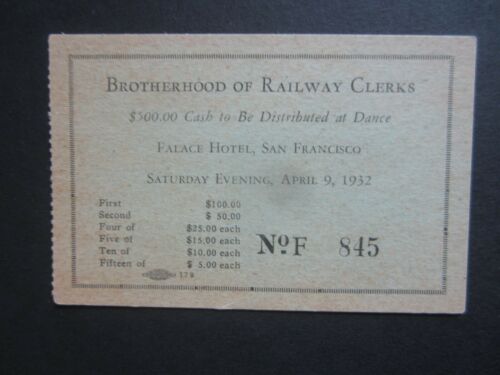 BROTHERHOOD OF RAILWAY CLERKS
$500.00 Cash to Be Distributed at Dance
PALACE HOTEL, SAN FRANCISCO
SATURDAY EVENING, APRIL 9, 1932
First $100.00
Second $ 50.00
Four of $25.00 each
Five of $15.00 each
Ten of $10.00 each
Fifteen of $ 5.00 each
No. F 845
178